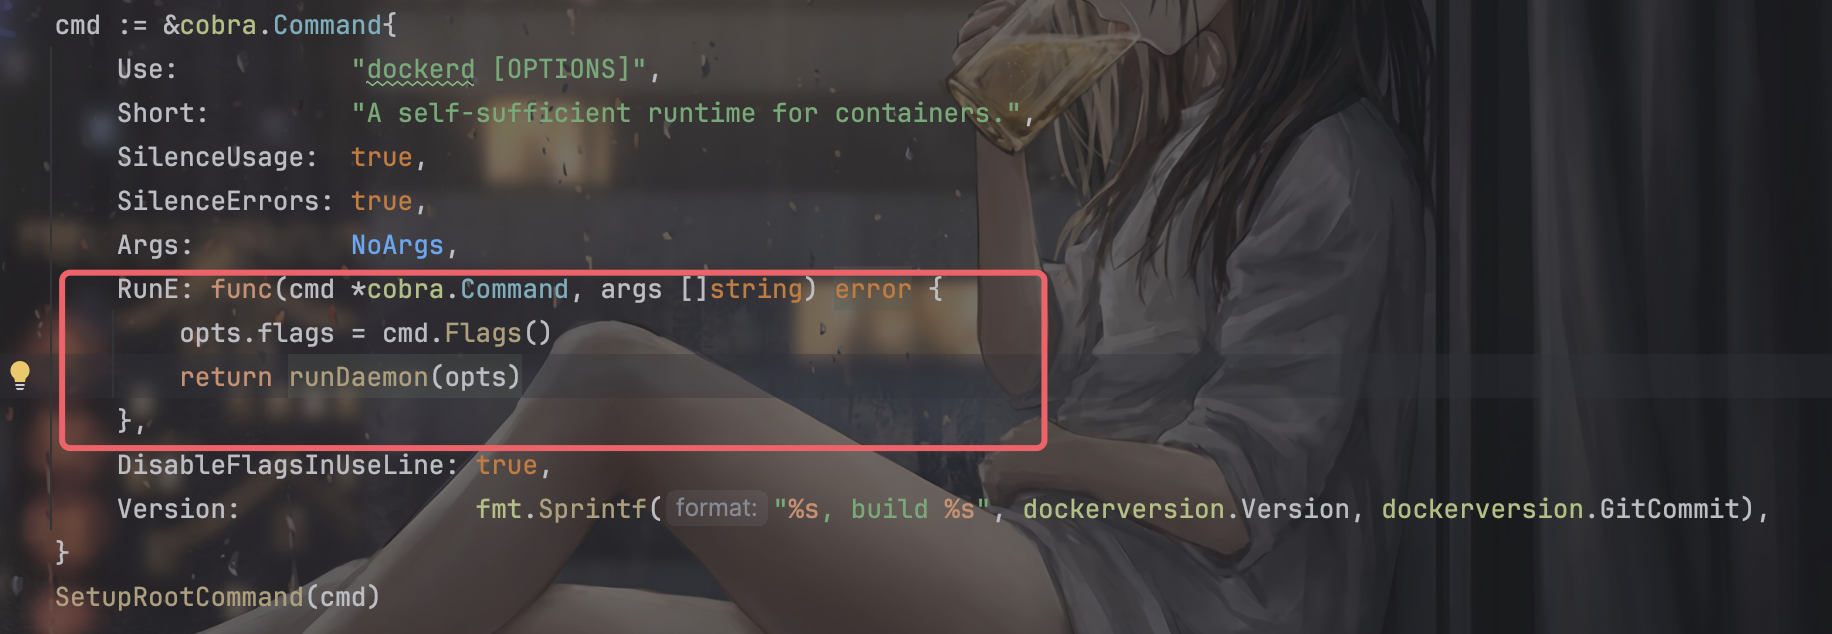 cmd := &cobra.Command{
Use: "dockerd [OPTIONS]",
Short: "A self-sufficient runtime for containers.",
SilenceUsage: true,
SilenceErrors: true,
Args: NoArgs,
RunE: func(cmd *cobra.Command, args []string) error {
opts.flags = cmd.Flags()
return runDaemon(opts)
},
DisableFlagsInUseLine: true,
Version: fmt.Sprintf( format: "%s, build %s", dockerversion.Version, dockerversion.GitCommit),
}
SetupRootCommand(cmd)